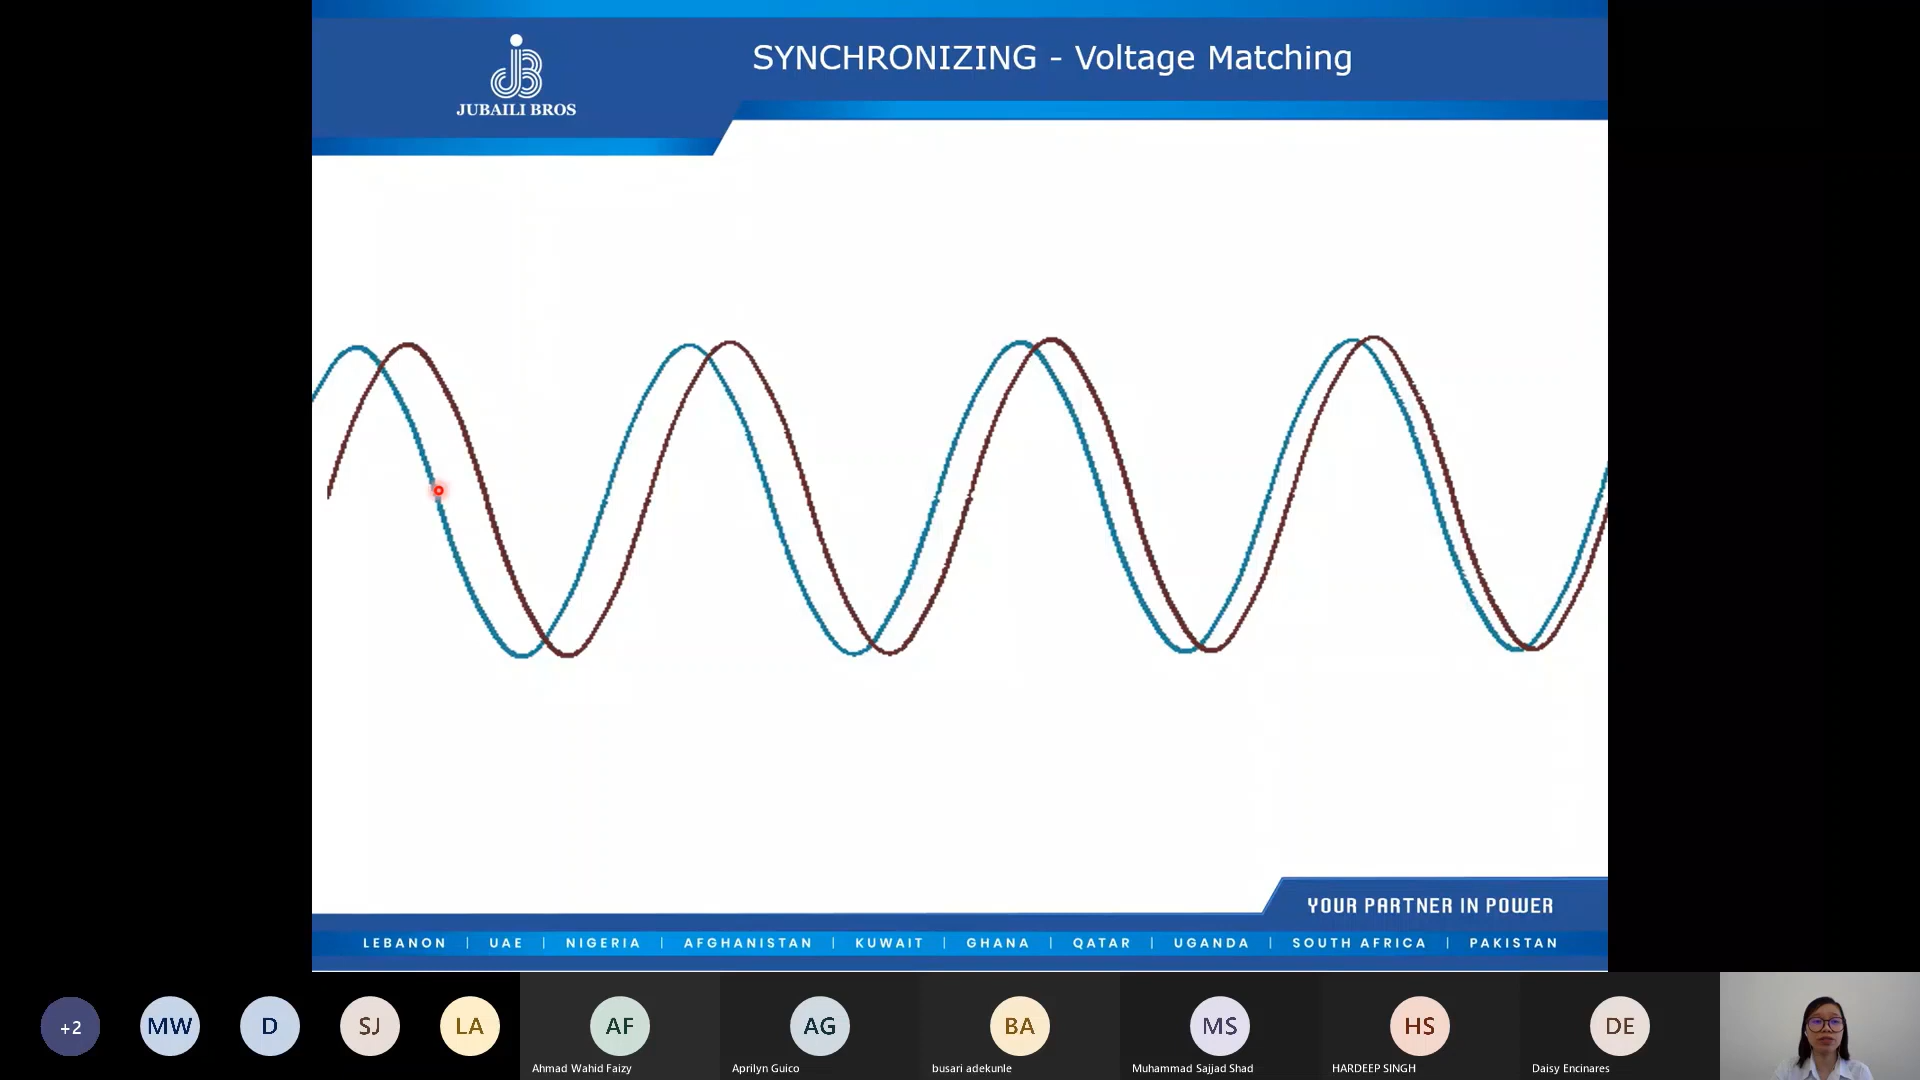 SYNCHRONIZING - Voltage Matching
JB
JUBAILI BROS
YOUR PARTNER IN POWER
LEBANON | UAE | NIGERIA | AFGHANISTAN | KUWAIT | GHANA | QATAR | UGANDA | SOUTH AFRICA | PAKISTAN
+2 MW D SJ LA AF AG BA MS HS DE
Ahmad Wahid Faizy Aprilyn Guico busari adekunle Muhammad Sajjad Shad HARDEEP SINGH Daisy Encinares